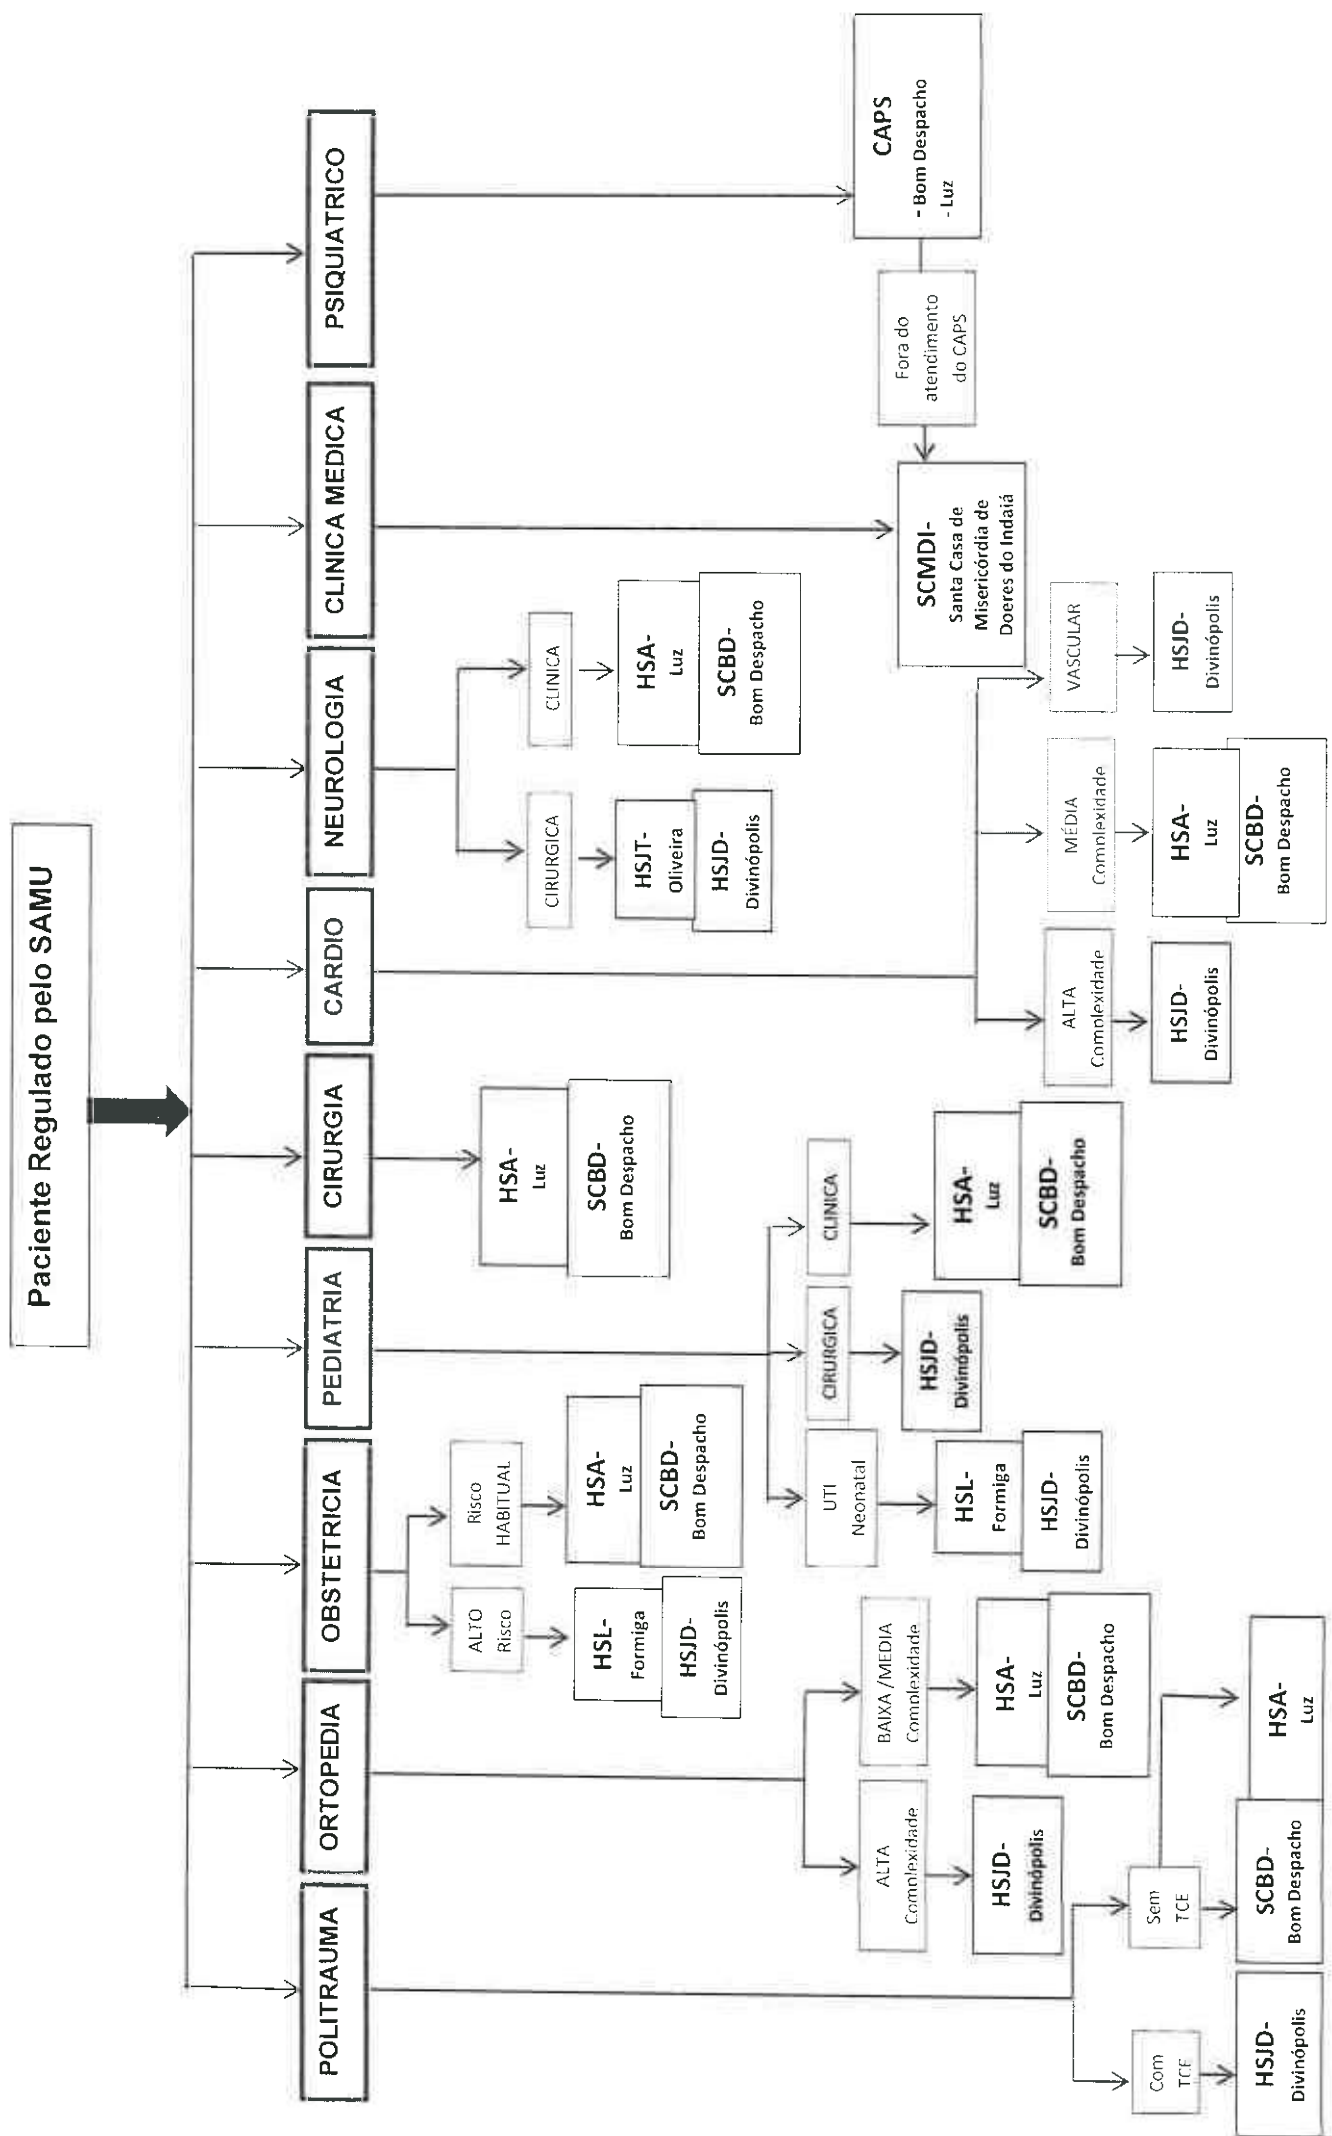 Paciente Regulado pelo SAMU
POLITRAUMA
ORTOPEDIA
OBSTETRICIA
PEDIATRIA
CIRURGIA
CARDIO
NEUROLOGIA
CLINICA MEDICA
PSIQUIATRICO
Com
TCE
HSJD-
Divinópolis
Sem
TCE
SCBD-
Bom Despacho
HSA-
Luz
ALTA
Complexidade
HSJD-
Divinópolis
BAIXA /MEDIA
Complexidade
HSA-
Luz
SCBD-
Bom Despacho
ALTO
Risco
HSL-
Formiga
HSJD-
Divinópolis
Risco
HABITUAL
HSA-
Luz
SCBD-
Bom Despacho
UTI
Neonatal
HSL-
Formiga
HSJD-
Divinópolis
CIRURGICA
HSJD-
Divinópolis
CLINICA
HSA-
Luz
SCBD-
Bom Despacho
HSA-
Luz
SCBD-
Bom Despacho
ALTA
Complexidade
HSJD-
Divinópolis
MÉDIA
Complexidade
HSA-
Luz
SCBD-
Bom Despacho
VASCULAR
HSJD-
Divinópolis
CIRURGICA
HSJT-
Oliveira
HSJD-
Divinópolis
CLINICA
HSA-
Luz
SCBD-
Bom Despacho
SCMDI-
Santa Casa de
Misericórdia de
Doeres do Indaiá
Fora do
atendimento
do CAPS
CAPS
- Bom Despacho
- Luz